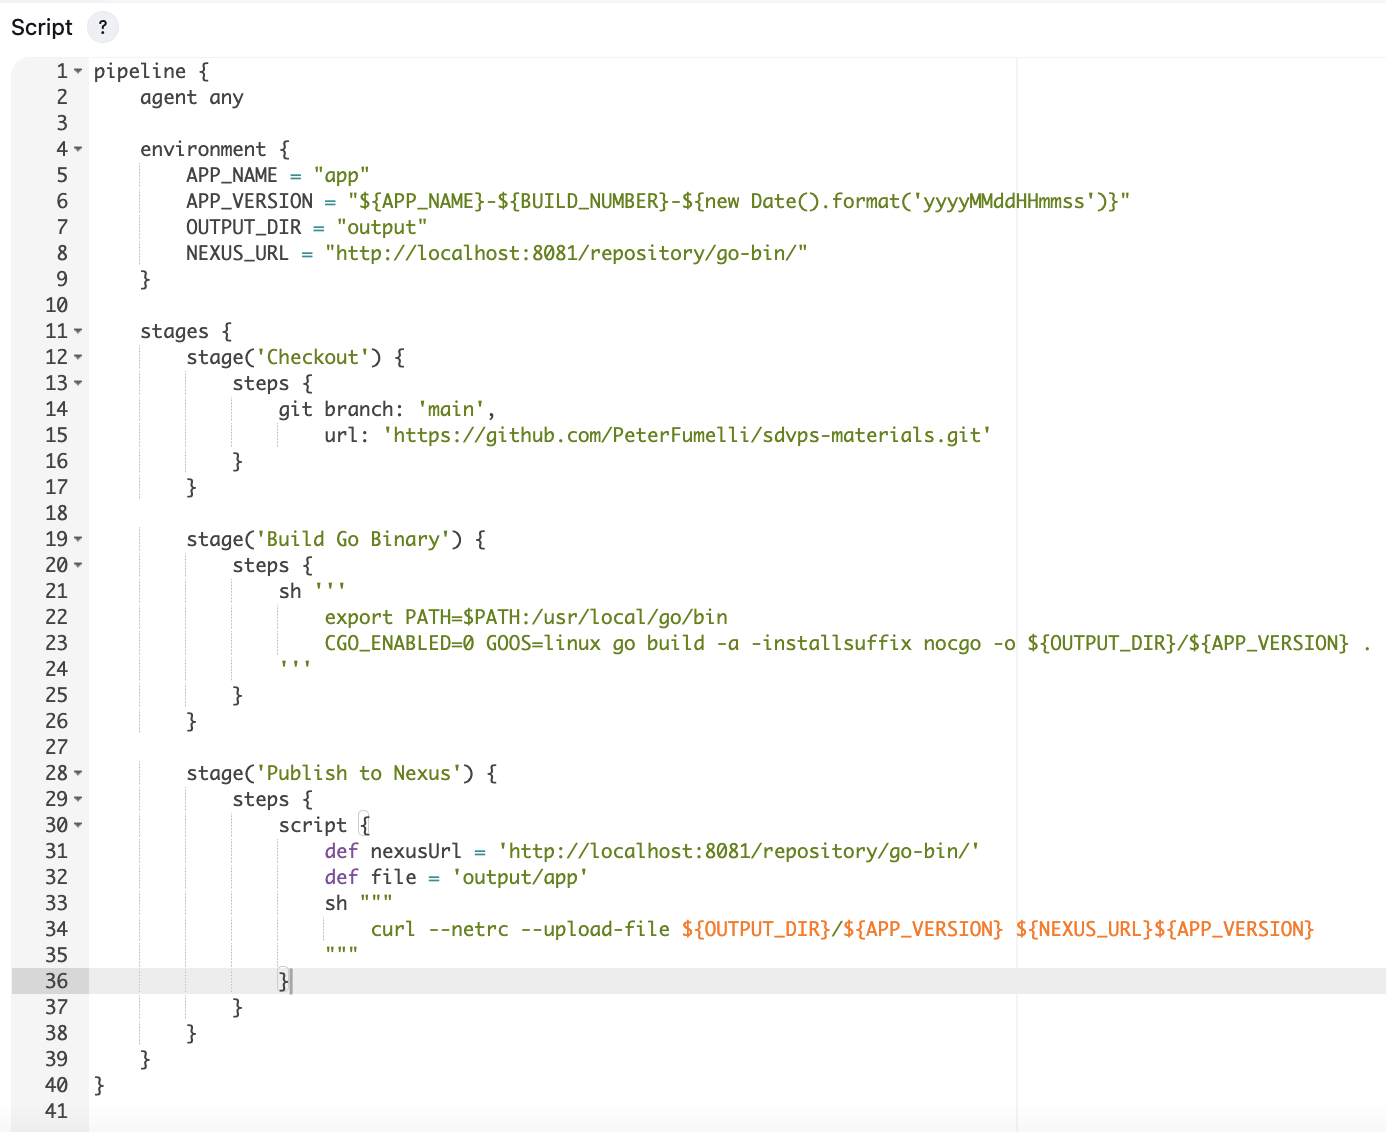 Script ?
1 pipeline {
2     agent any
3
4     environment {
5         APP_NAME = "app"
6         APP_VERSION = "${APP_NAME}-${BUILD_NUMBER}-${new Date().format('yyyyMMddHHmmss')}"
7         OUTPUT_DIR = "output"
8         NEXUS_URL = "http://localhost:8081/repository/go-bin/"
9     }
10
11     stages {
12         stage('Checkout') {
13             steps {
14                 git branch: 'main',
15                     url: 'https://github.com/PeterFumelli/sdvps-materials.git'
16             }
17         }
18
19         stage('Build Go Binary') {
20             steps {
21                 sh '''
22                     export PATH=$PATH:/usr/local/go/bin
23                     CGO_ENABLED=0 GOOS=linux go build -a -installsuffix nocgo -o ${OUTPUT_DIR}/${APP_VERSION} .
24                 '''
25             }
26         }
27
28         stage('Publish to Nexus') {
29             steps {
30                 script {
31                     def nexusUrl = 'http://localhost:8081/repository/go-bin/'
32                     def file = 'output/app'
33                     sh """
34                         curl --netrc --upload-file ${OUTPUT_DIR}/${APP_VERSION} ${NEXUS_URL}${APP_VERSION}
35                     """
36                 }
37             }
38         }
39     }
40 }
41